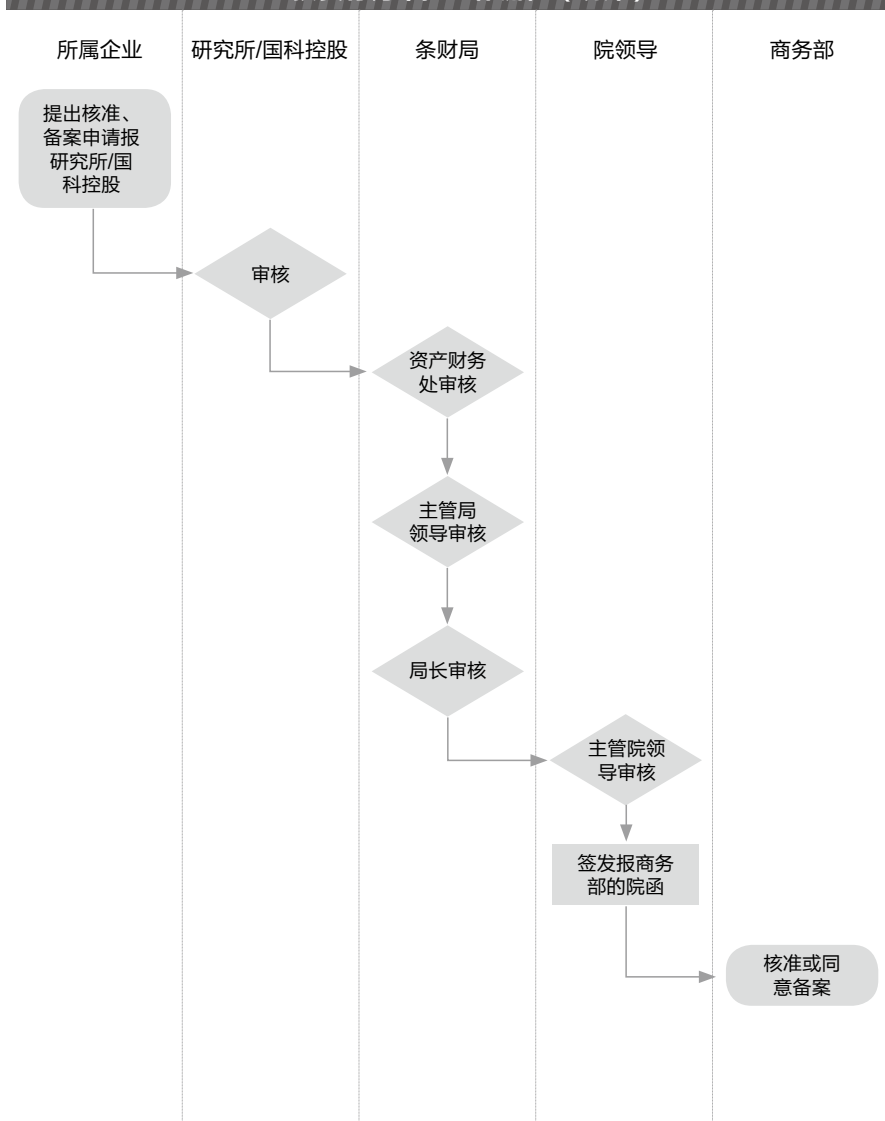 所属企业
研究所/国科控股
条财局
院领导
商务部
提出核准、
备案申请报
研究所/国
科控股
审核
资产财务
处审核
主管局
领导审核
局长审核
主管院领
导审核
签发报商务
部的院函
核准或同
意备案